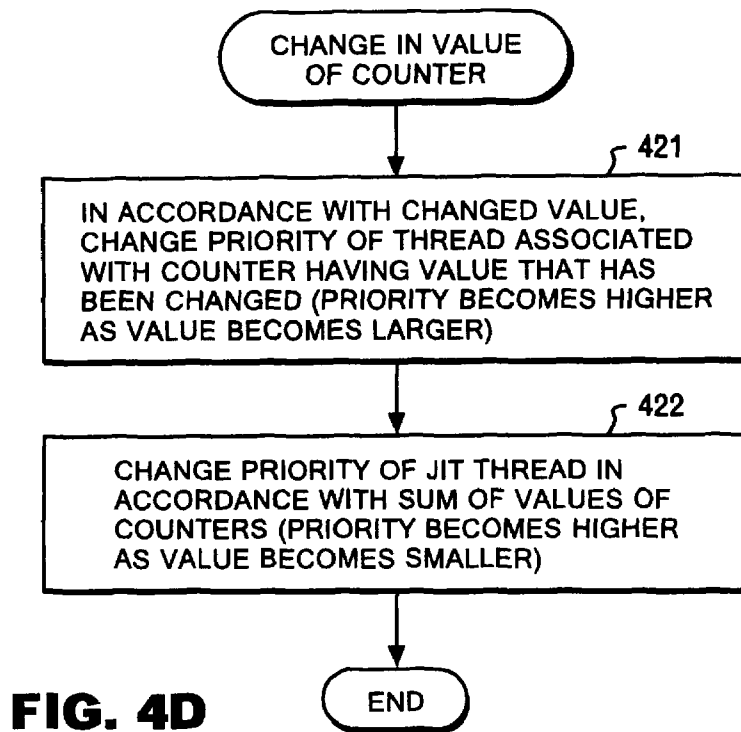 CHANGE IN VALUE
OF COUNTER
421
IN ACCORDANCE WITH CHANGED VALUE,
CHANGE PRIORITY OF THREAD ASSOCIATED
WITH COUNTER HAVING VALUE THAT HAS
BEEN CHANGED (PRIORITY BECOMES HIGHER
AS VALUE BECOMES LARGER)
422
CHANGE PRIORITY OF JIT THREAD IN
ACCORDANCE WITH SUM OF VALUES OF
COUNTERS (PRIORITY BECOMES HIGHER
AS VALUE BECOMES SMALLER)
END
FIG. 4D